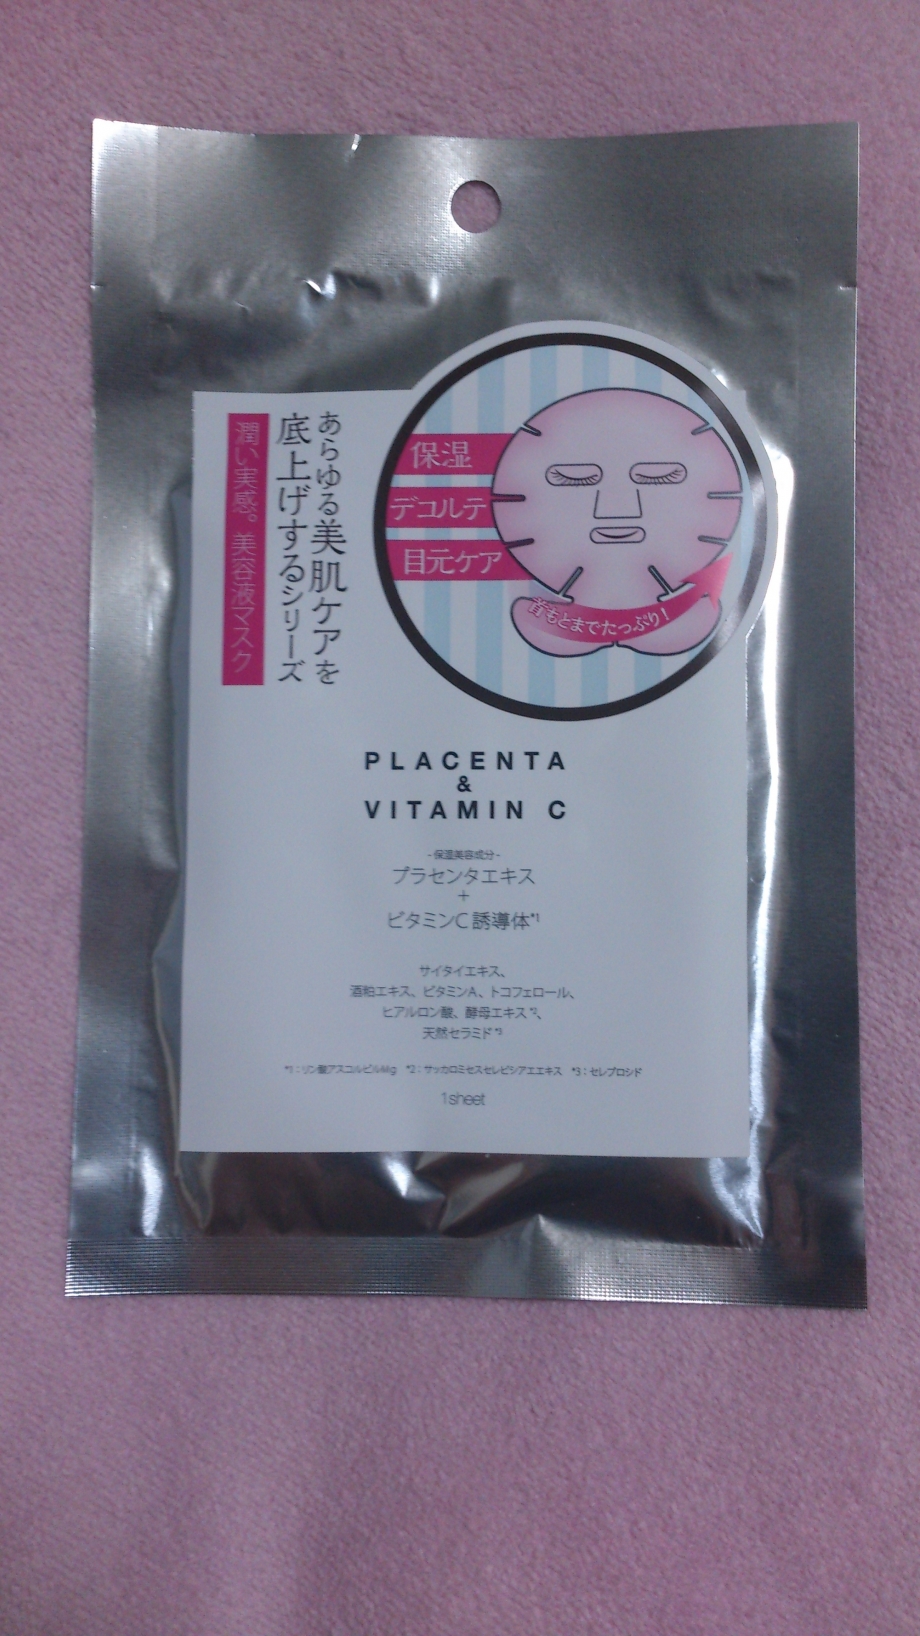 あらゆる美肌ケアを
底上げするシリーズ
潤い実感。美容液マスク
保湿
デコルテ
目元ケア
首もとまでたっぷり!
PLACENTA
&
VITAMIN C
-保湿美容成分-
プラセンタエキス
+
ビタミンC誘導体*1
サイタイエキス、
酒粕エキス、ビタミンA、トコフェロール、
ヒアルロン酸、酵母エキス*2、
天然セラミド*3
*1:リン酸アスコルビルMg *2:サッカロミセスセレビシアエエキス *3:セレブロシド
1sheet